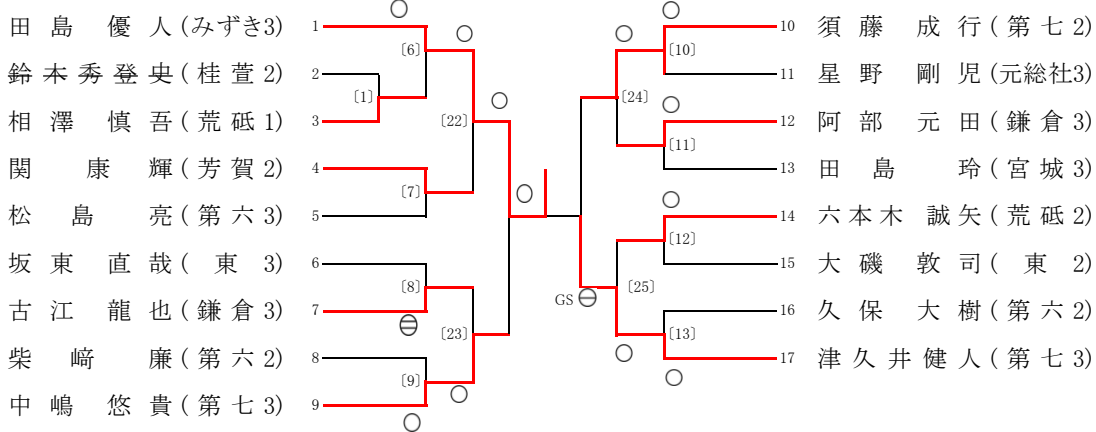 田島 優人(みずき3) 1
鈴木秀登史(桂萱2) 2
相澤 慎吾(荒砥1) 3
関 康輝(芳賀2) 4
松島 亮(第六3) 5
坂東 直哉(東 3) 6
古江 龍也(鎌倉3) 7
柴﨑 廉(第六2) 8
中嶋 悠貴(第七3) 9
〔6〕
〔1〕
〔22〕
〔7〕
〔8〕
〔23〕
〔9〕
〔10〕
〔24〕
〔11〕
〔12〕
〔25〕
GS
〔13〕
10 須藤 成行(第七2)
11 星野 剛児(元総社3)
12 阿部 元田(鎌倉3)
13 田島 玲(宮城3)
14 六本木 誠矢(荒砥2)
15 大磯 敦司(東 2)
16 久保 大樹(第六2)
17 津久井健人(第七3)